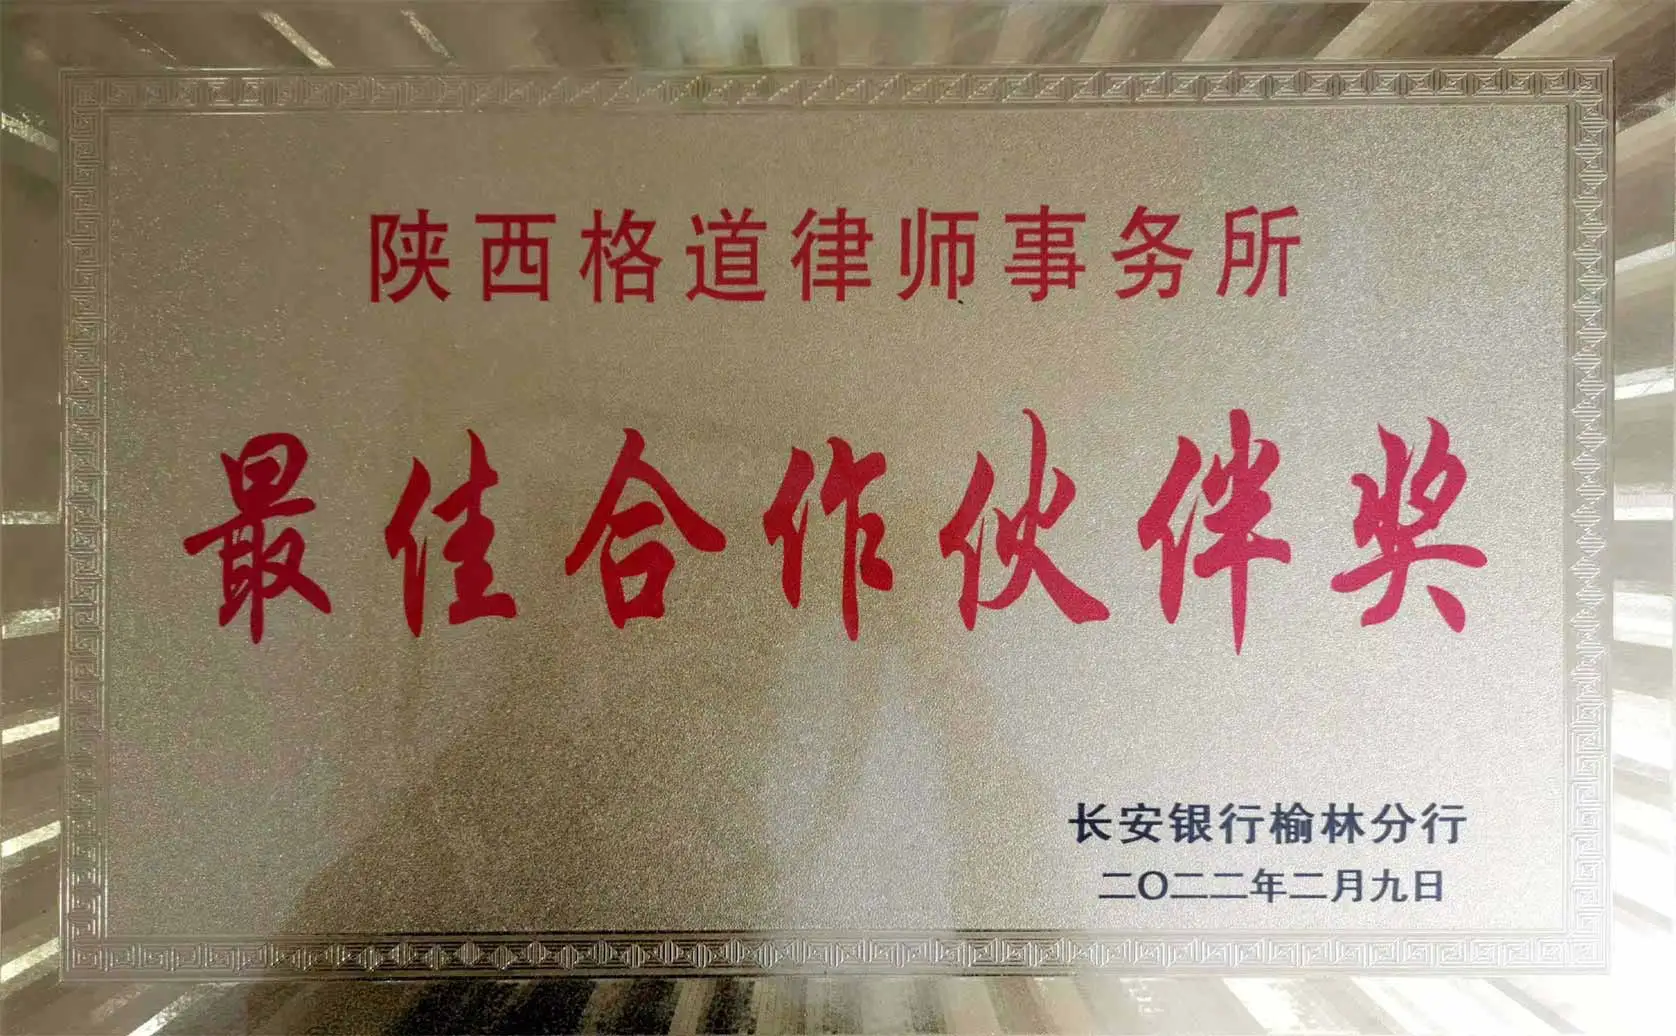 陕西格道律师事务所
最佳合作伙伴奖
长安银行榆林分行
二〇二二年二月九日